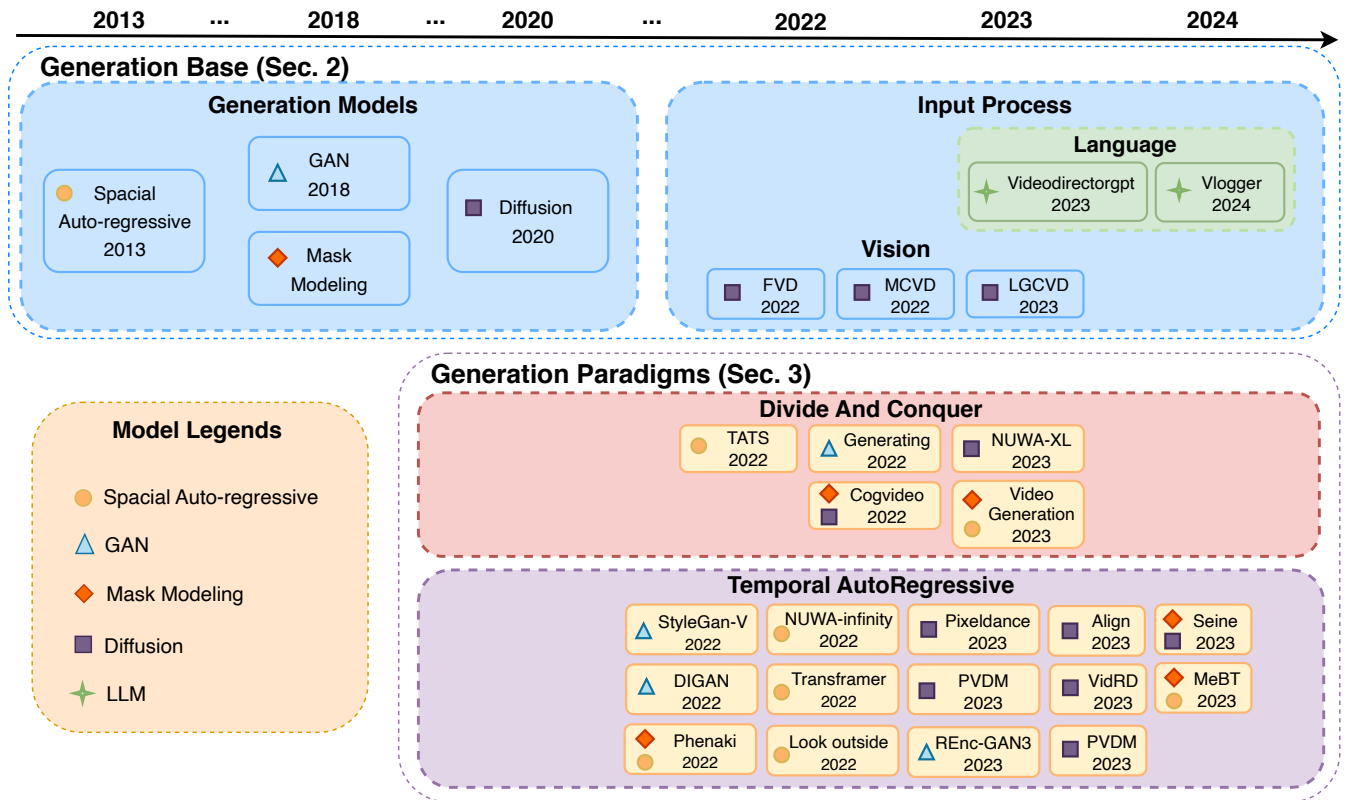 2013 ... 2018 ... 2020 ... 2022 2023 2024
Generation Base (Sec. 2)
Generation Models
Spacial
Auto-regressive
2013
GAN
2018
Mask
Modeling
Diffusion
2020
Input Process
Language
Videodirectorgpt
2023
Vlogger
2024
Vision
FVD
2022
MCVD
2022
LGCVD
2023
Model Legends
Spacial Auto-regressive
GAN
Mask Modeling
Diffusion
LLM
Generation Paradigms (Sec. 3)
Divide And Conquer
TATS
2022
Generating
2022
NUWA-XL
2023
Cogvideo
2022
Video
Generation
2023
Temporal AutoRegressive
StyleGan-V
2022
NUWA-infinity
2022
Pixeldance
2023
Align
2023
Seine
2023
DIGAN
2022
Transframer
2022
PVDM
2023
VidRD
2023
MeBT
2023
Phenaki
2022
Look outside
2022
REnc-GAN3
2023
PVDM
2023